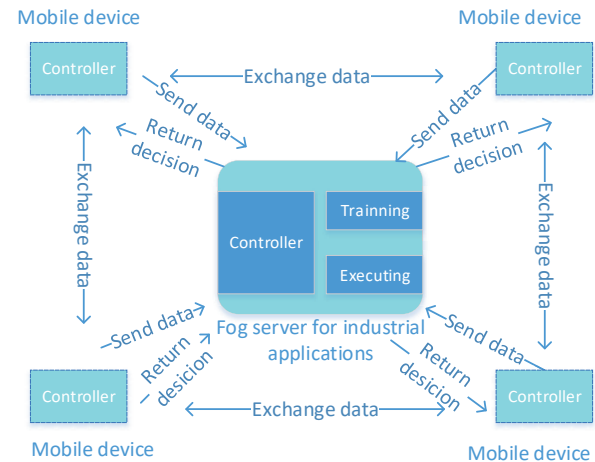 Mobile device
Mobile device
Controller
Controller
Exchange data
Send data
Send data
Return
decision
Return
decision
Exchange data
Exchange data
Controller
Trainning
Executing
Fog server for industrial
applications
Send data
Return
desicion
Return
decision
Send data
Controller
Controller
Exchange data
Mobile device
Mobile device